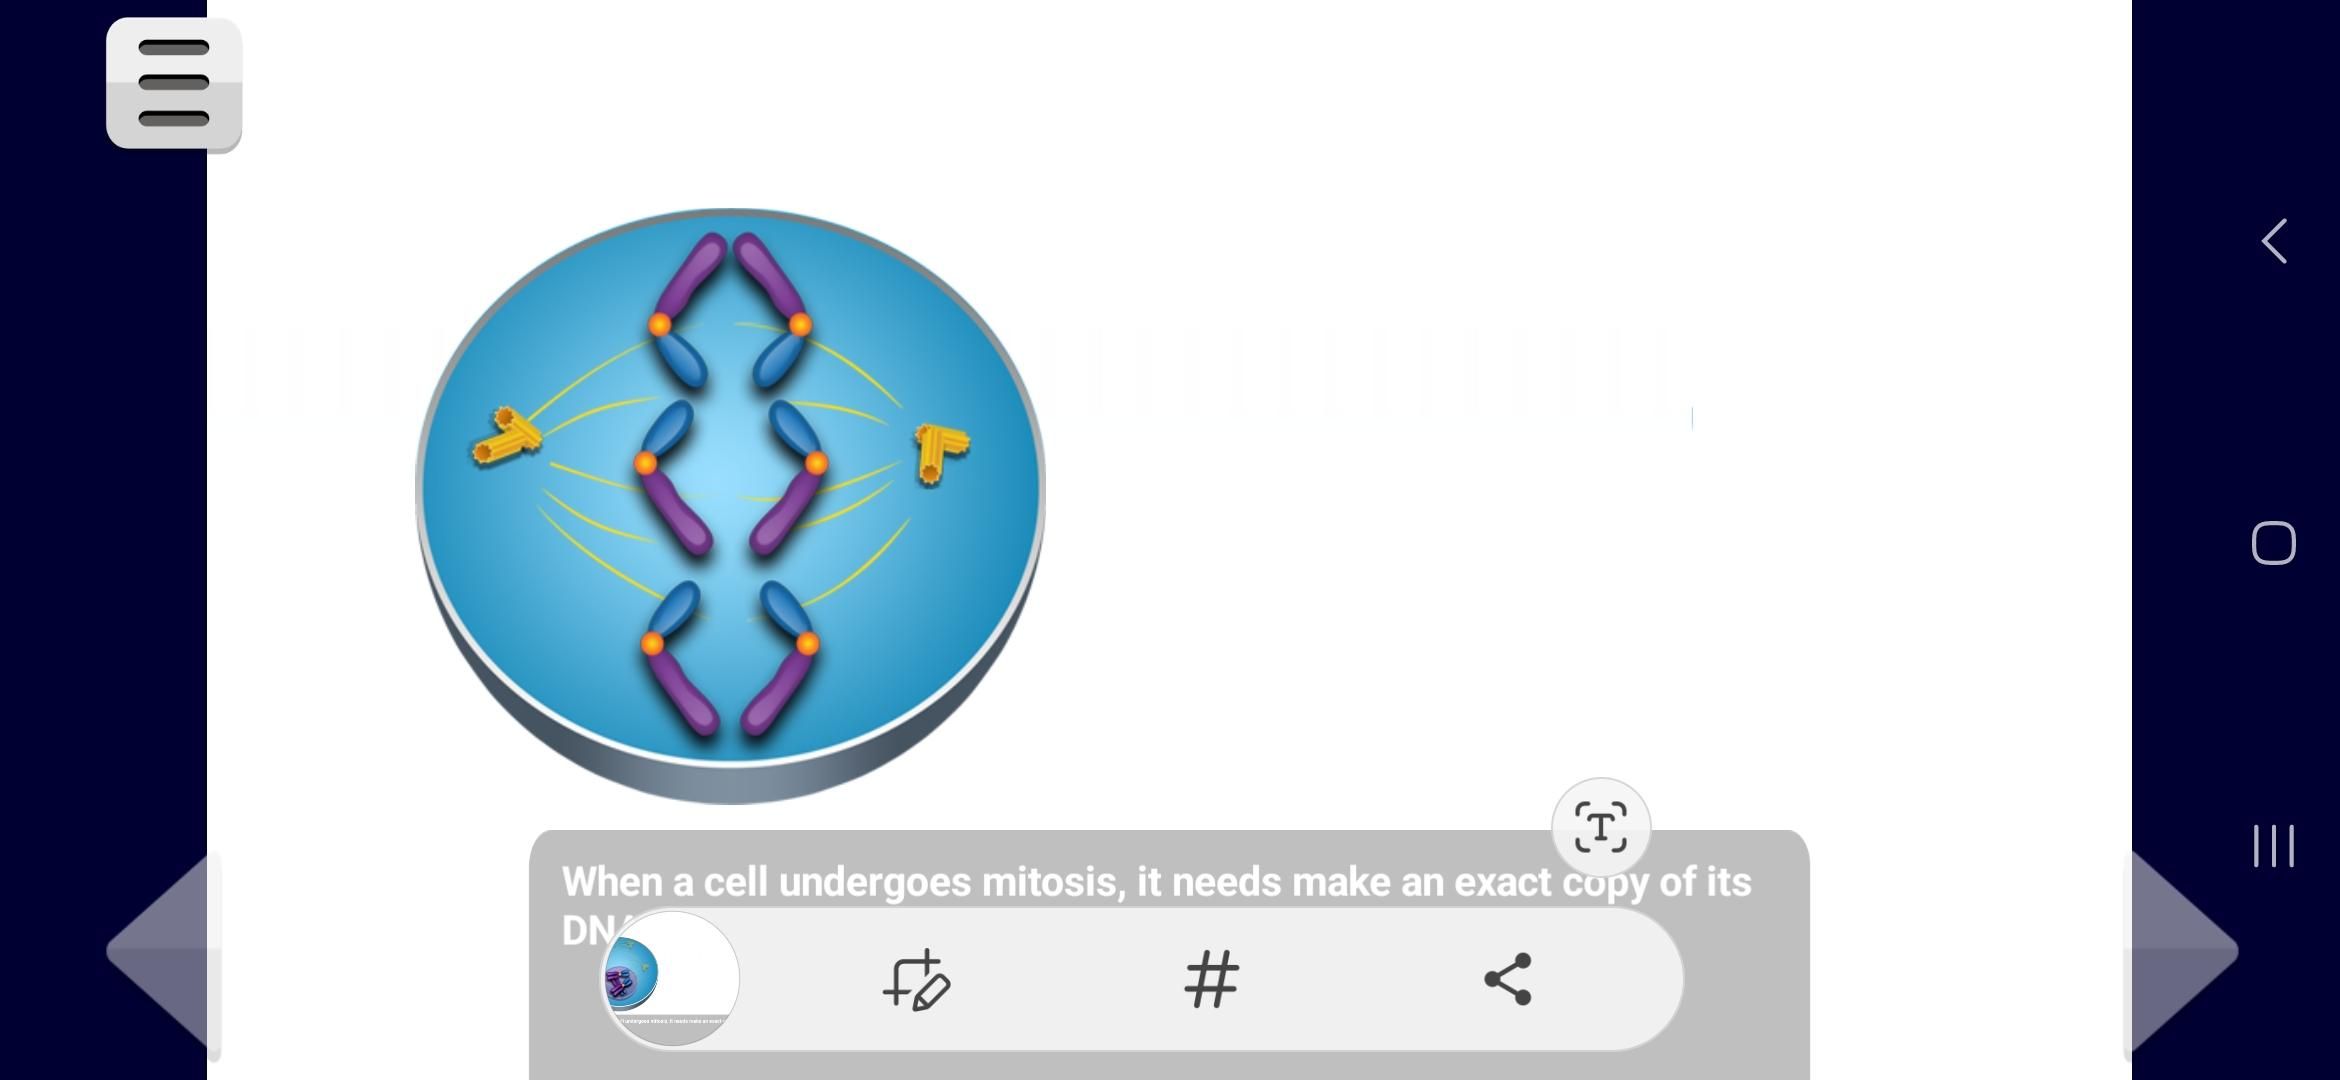 When a cell undergoes mitosis, it needs make an exact copy of its